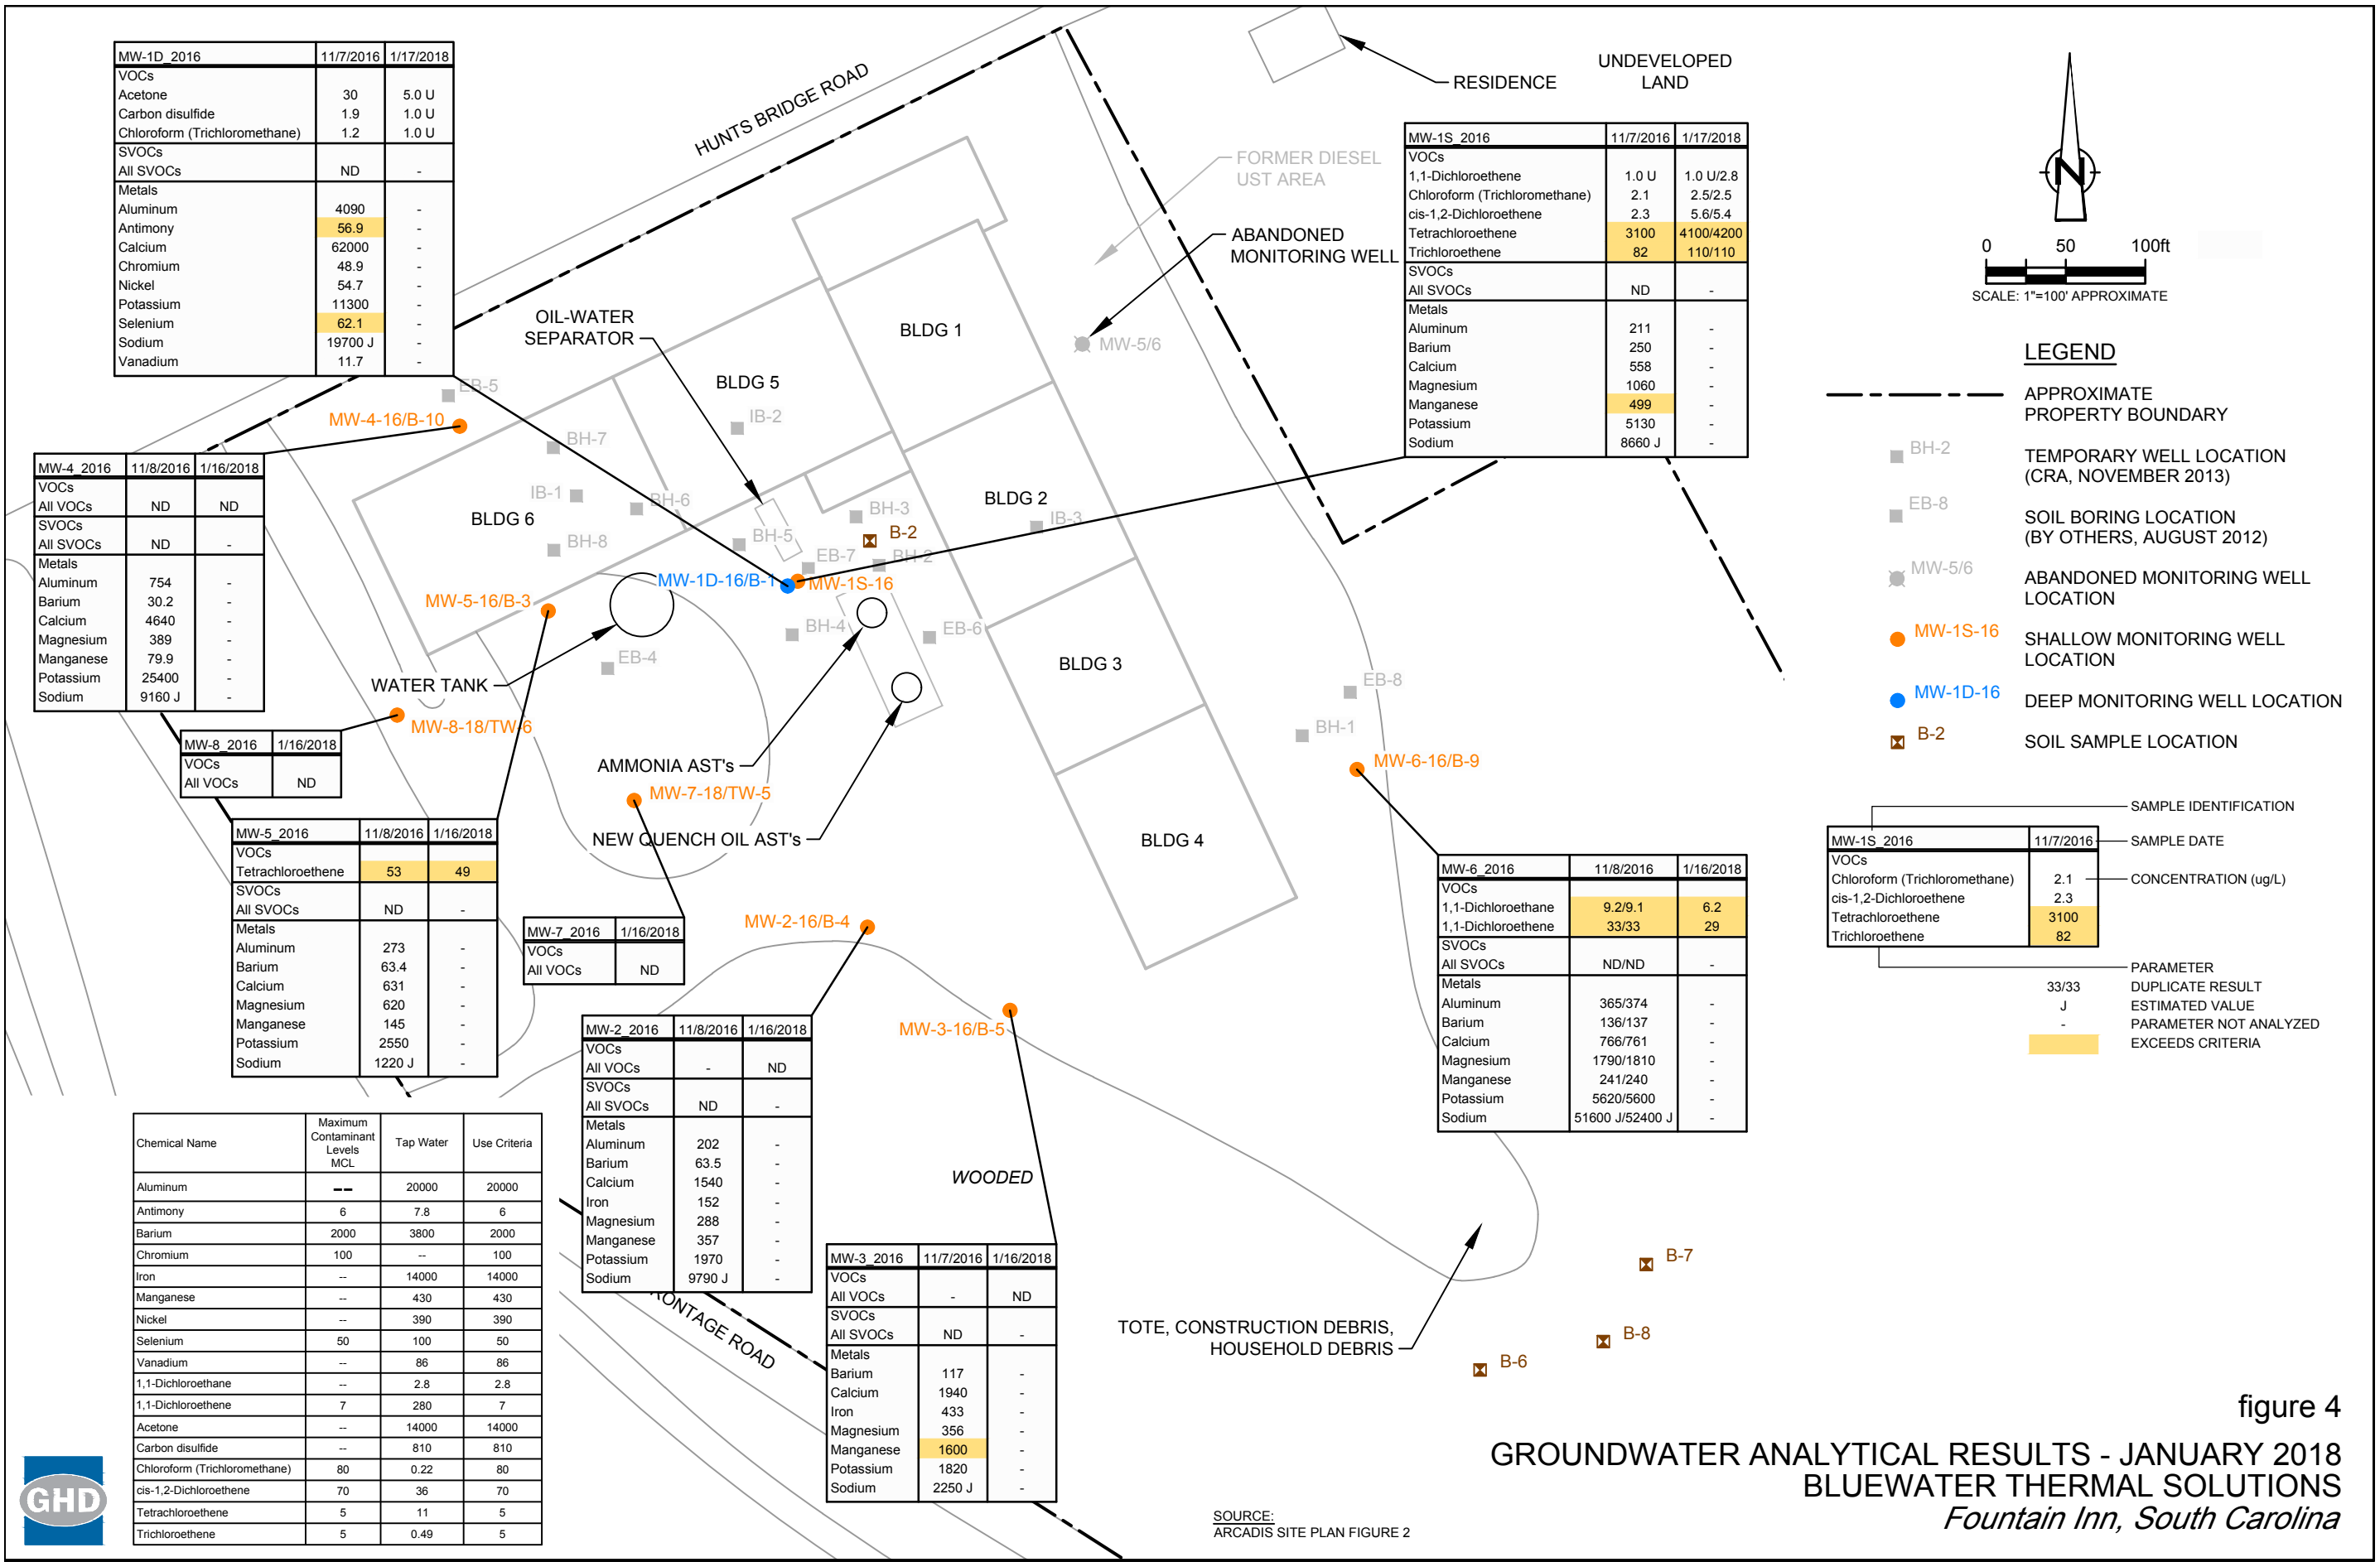 MW-1D_2016 11/7/2016 1/17/2018
VOCs
Acetone 30 5.0 U
Carbon disulfide 1.9 1.0 U
Chloroform (Trichloromethane) 1.2 1.0 U
SVOCs
All SVOCs ND -
Metals
Aluminum 4090 -
Antimony 56.9 -
Calcium 62000 -
Chromium 48.9 -
Nickel 54.7 -
Potassium 11300 -
Selenium 62.1 -
Sodium 19700 J -
Vanadium 11.7 -
HUNTS BRIDGE ROAD
RESIDENCE
UNDEVELOPED
LAND
FORMER DIESEL
UST AREA
ABANDONED
MONITORING WELL
MW-5/6
MW-1S_2016 11/7/2016 1/17/2018
VOCs
1,1-Dichloroethene 1.0 U 1.0 U/2.8
Chloroform (Trichloromethane) 2.1 2.5/2.5
cis-1,2-Dichloroethene 2.3 5.6/5.4
Tetrachloroethene 3100 4100/4200
Trichloroethene 82 110/110
SVOCs
All SVOCs ND -
Metals
Aluminum 211 -
Barium 250 -
Calcium 558 -
Magnesium 1060 -
Manganese 499 -
Potassium 5130 -
Sodium 8660 J -
N
0 50 100ft
SCALE: 1"=100' APPROXIMATE
LEGEND
APPROXIMATE
PROPERTY BOUNDARY
BH-2
TEMPORARY WELL LOCATION
(CRA, NOVEMBER 2013)
EB-8
SOIL BORING LOCATION
(BY OTHERS, AUGUST 2012)
MW-5/6
ABANDONED MONITORING WELL
LOCATION
MW-1S-16
SHALLOW MONITORING WELL
LOCATION
MW-1D-16
DEEP MONITORING WELL LOCATION
B-2
SOIL SAMPLE LOCATION
OIL-WATER
SEPARATOR
BLDG 1
BLDG 5
BLDG 2
BLDG 6
BLDG 3
BLDG 4
EB-5
MW-4-16/B-10
IB-2
BH-7
IB-1
BH-6
BH-8
BH-5
BH-3
B-2
IB-3
EB-7
BH-2
MW-1D-16/B-1
MW-1S-16
MW-5-16/B-3
BH-4
EB-6
EB-4
WATER TANK
MW-8-18/TW-6
EB-8
BH-1
MW-6-16/B-9
AMMONIA AST's
MW-7-18/TW-5
NEW QUENCH OIL AST's
MW-2-16/B-4
MW-3-16/B-5
MW-4_2016 11/8/2016 1/16/2018
VOCs
All VOCs ND ND
SVOCs
All SVOCs ND -
Metals
Aluminum 754 -
Barium 30.2 -
Calcium 4640 -
Magnesium 389 -
Manganese 79.9 -
Potassium 25400 -
Sodium 9160 J -
MW-8_2016 1/16/2018
VOCs
All VOCs ND
MW-5_2016 11/8/2016 1/16/2018
VOCs
Tetrachloroethene 53 49
SVOCs
All SVOCs ND -
Metals
Aluminum 273 -
Barium 63.4 -
Calcium 631 -
Magnesium 620 -
Manganese 145 -
Potassium 2550 -
Sodium 1220 J -
MW-7_2016 1/16/2018
VOCs
All VOCs ND
MW-2_2016 11/8/2016 1/16/2018
VOCs
All VOCs - ND
SVOCs
All SVOCs ND -
Metals
Aluminum 202 -
Barium 63.5 -
Calcium 1540 -
Iron 152 -
Magnesium 288 -
Manganese 357 -
Potassium 1970 -
Sodium 9790 J -
MW-3_2016 11/7/2016 1/16/2018
VOCs
All VOCs - ND
SVOCs
All SVOCs ND -
Metals
Barium 117 -
Calcium 1940 -
Iron 433 -
Magnesium 356 -
Manganese 1600 -
Potassium 1820 -
Sodium 2250 J -
MW-6_2016 11/8/2016 1/16/2018
VOCs
1,1-Dichloroethane 9.2/9.1 6.2
1,1-Dichloroethene 33/33 29
SVOCs
All SVOCs ND/ND -
Metals
Aluminum 365/374 -
Barium 136/137 -
Calcium 766/761 -
Magnesium 1790/1810 -
Manganese 241/240 -
Potassium 5620/5600 -
Sodium 51600 J/52400 J -
SAMPLE IDENTIFICATION
MW-1S_2016 11/7/2016 SAMPLE DATE
VOCs
Chloroform (Trichloromethane) 2.1 CONCENTRATION (ug/L)
cis-1,2-Dichloroethene 2.3
Tetrachloroethene 3100
Trichloroethene 82
PARAMETER
33/33 DUPLICATE RESULT
J ESTIMATED VALUE
- PARAMETER NOT ANALYZED
EXCEEDS CRITERIA
Chemical Name Maximum Contaminant Levels MCL Tap Water Use Criteria
Aluminum -- 20000 20000
Antimony 6 7.8 6
Barium 2000 3800 2000
Chromium 100 -- 100
Iron -- 14000 14000
Manganese -- 430 430
Nickel -- 390 390
Selenium 50 100 50
Vanadium -- 86 86
1,1-Dichloroethane -- 2.8 2.8
1,1-Dichloroethene 7 280 7
Acetone -- 14000 14000
Carbon disulfide -- 810 810
Chloroform (Trichloromethane) 80 0.22 80
cis-1,2-Dichloroethene 70 36 70
Tetrachloroethene 5 11 5
Trichloroethene 5 0.49 5
WOODED
RONTAGE ROAD
TOTE, CONSTRUCTION DEBRIS,
HOUSEHOLD DEBRIS
B-7
B-8
B-6
GHD
SOURCE:
ARCADIS SITE PLAN FIGURE 2
figure 4
GROUNDWATER ANALYTICAL RESULTS - JANUARY 2018
BLUEWATER THERMAL SOLUTIONS
Fountain Inn, South Carolina